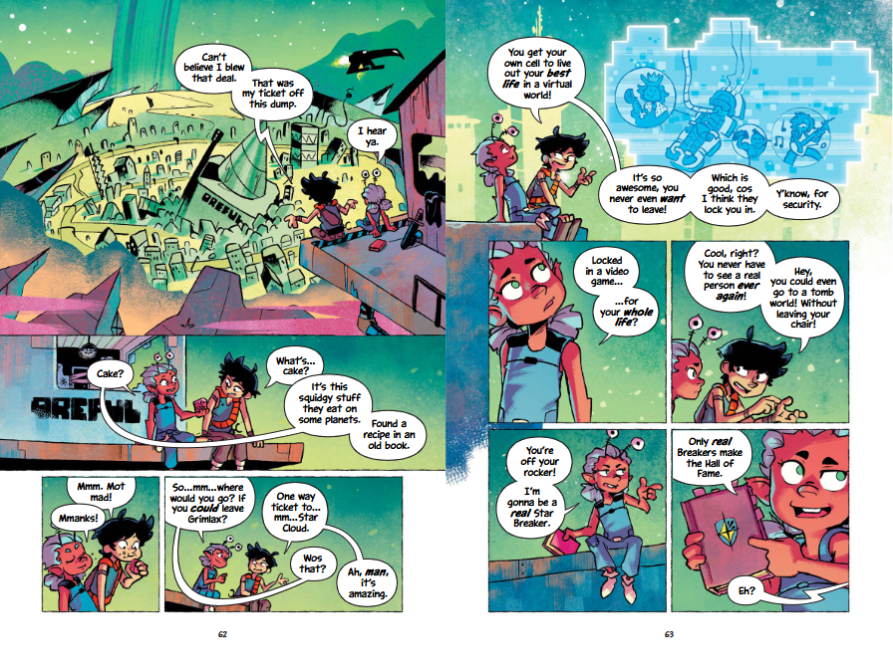 Can't
believe I blew
that deal.
That was
my ticket off
this dump.
I hear
ya.
GREFUL
Cake?
What's...
cake?
It's this
squidgy stuff
they eat on
some planets.
Found a
recipe in an
old book.
GREFUL
Mmm. Mot
mad!
Mmanks!
So...mm...where
would you go? If
you could leave
Grimlax?
One way
ticket to...
mm...Star
Cloud.
Wos
that?
Ah, man,
it's
amazing.
62
You get your
own cell to live
out your best
life in a virtual
world!
It's so
awesome, you
never even want
to leave!
Which is
good, cos
I think they
lock you in.
Y'know, for
security.
Locked
in a video
game...
...for
your whole
life?
Cool, right?
You never have
to see a real
person ever
again!
Hey,
you could even
go to a tomb
world! Without
leaving your
chair!
You're
off your
rocker!
I'm
gonna be a
real Star
Breaker.
Only real
Breakers make
the Hall of
Fame.
Eh?
63